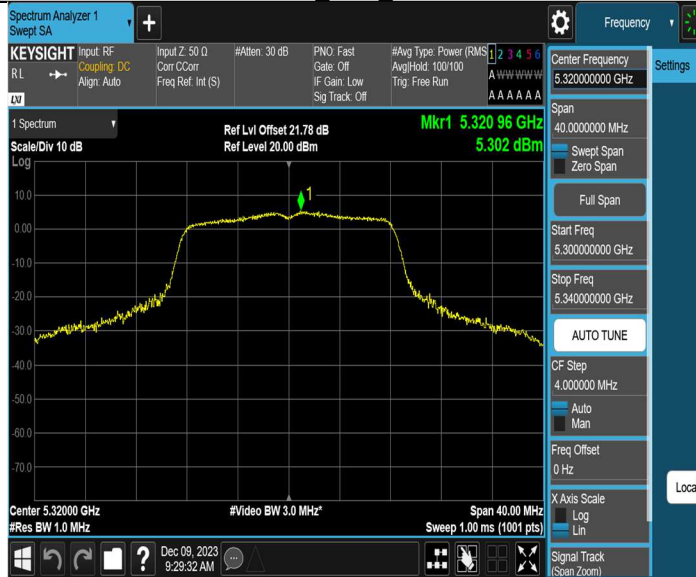 Spectrum Analyzer 1
Swept SA
+
Frequency
KEYSIGHT
RL
LXI
Input: RF
Coupling: DC
Align: Auto
Input Z: 50 Ω
Corr CCorr
Freq Ref: Int (S)
#Atten: 30 dB
PNO: Fast
Gate: Off
IF Gain: Low
Sig Track: Off
#Avg Type: Power (RMS
Avg|Hold: 100/100
Trig: Free Run
1 2 3 4 5 6
A W W W W W
A A A A A A
1 Spectrum
Scale/Div 10 dB
Log
Ref Lvl Offset 21.78 dB
Ref Level 20.00 dBm
Mkr1 5.320 96 GHz
5.302 dBm
1
10.0
0.00
-10.0
-20.0
-30.0
-40.0
-50.0
-60.0
-70.0
Center 5.32000 GHz
#Res BW 1.0 MHz
#Video BW 3.0 MHz*
Span 40.00 MHz
Sweep 1.00 ms (1001 pts)
?
Dec 09, 2023
9:29:32 AM
Center Frequency
5.320000000 GHz
Span
40.0000000 MHz
Swept Span
Zero Span
Full Span
Start Freq
5.300000000 GHz
Stop Freq
5.340000000 GHz
AUTO TUNE
CF Step
4.000000 MHz
Auto
Man
Freq Offset
0 Hz
X Axis Scale
Log
Lin
Signal Track
(Span Zoom)
Settings
Loca